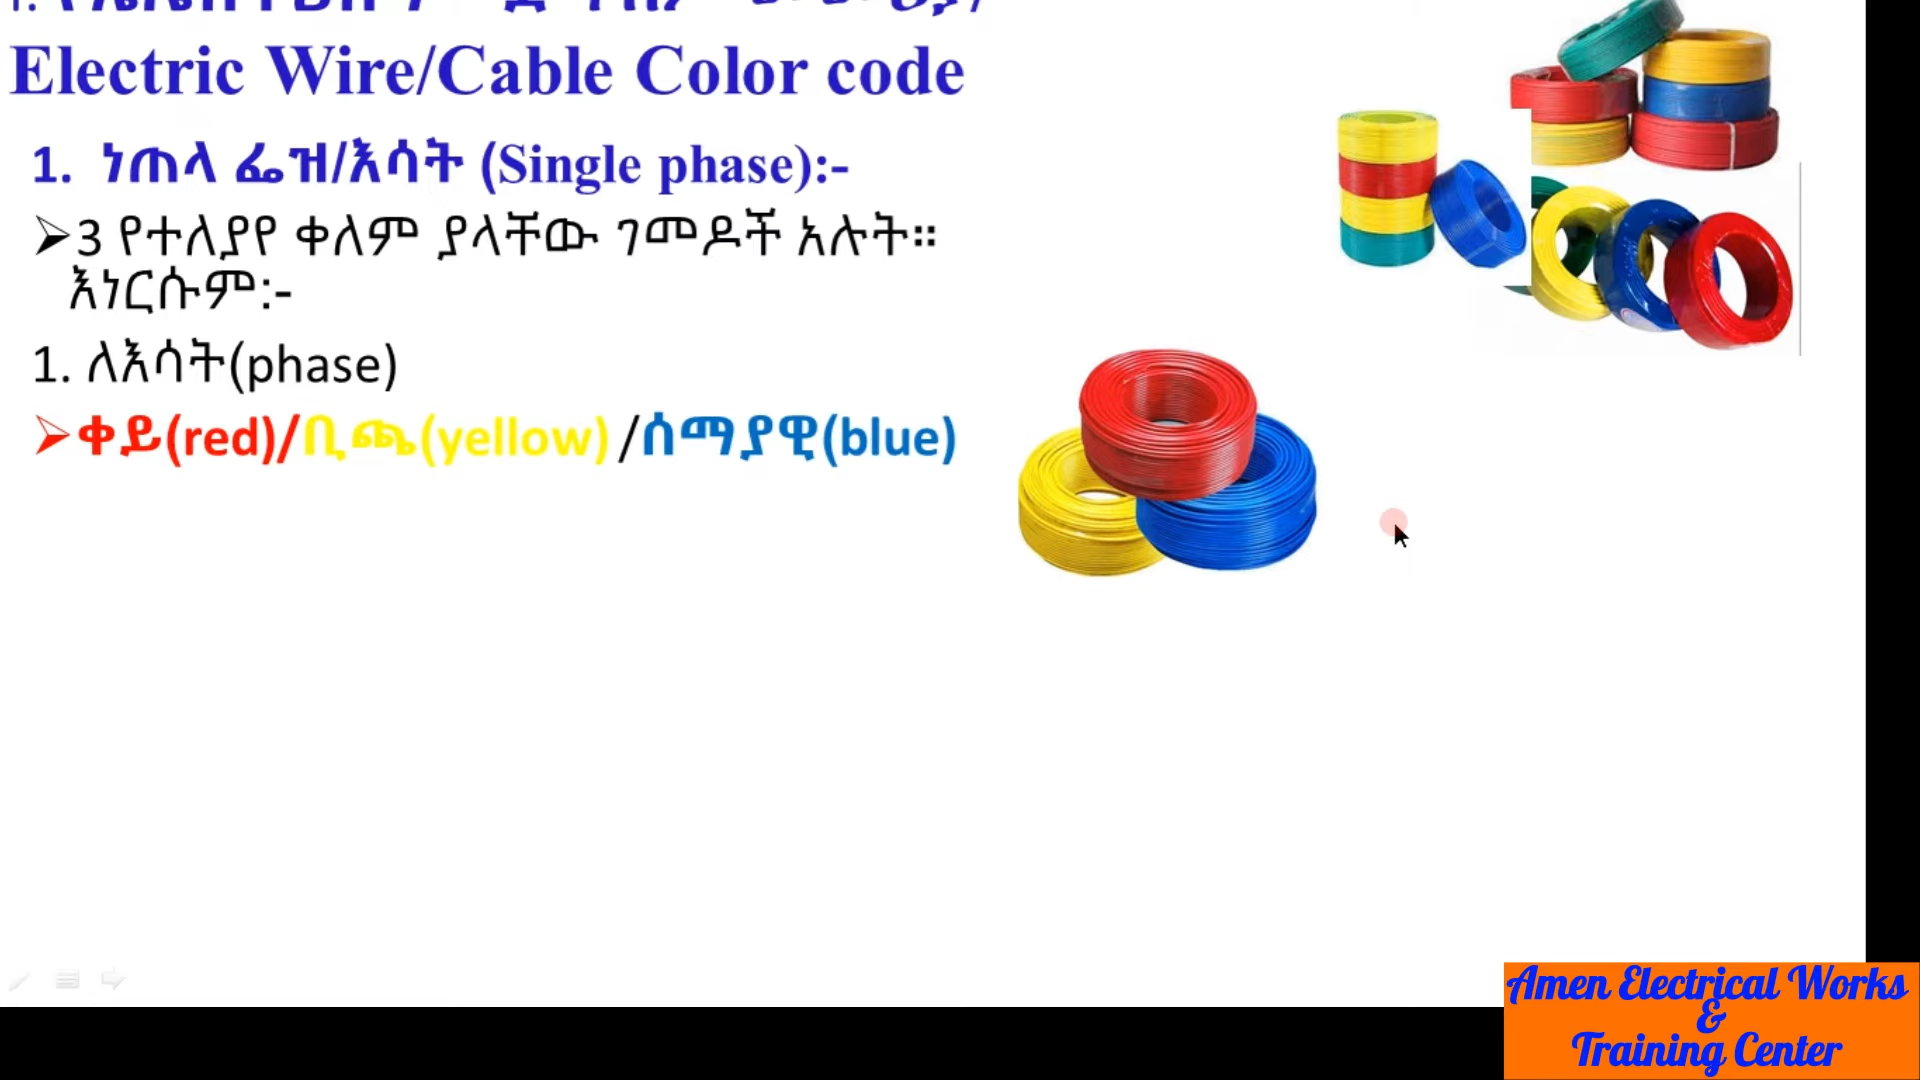 Electric Wire/Cable Color code
1. ነጠላ ፌዝ/እሳት (Single phase):-
➢3 የተለያየ ቀለም ያላቸው ገመዶች አሉት።
እነርሱም:-
1. ለእሳት(phase)
➢ቀይ(red)/ቢጫ(yellow) /ሰማያዊ(blue)
Amen Electrical Works
&
Training Center